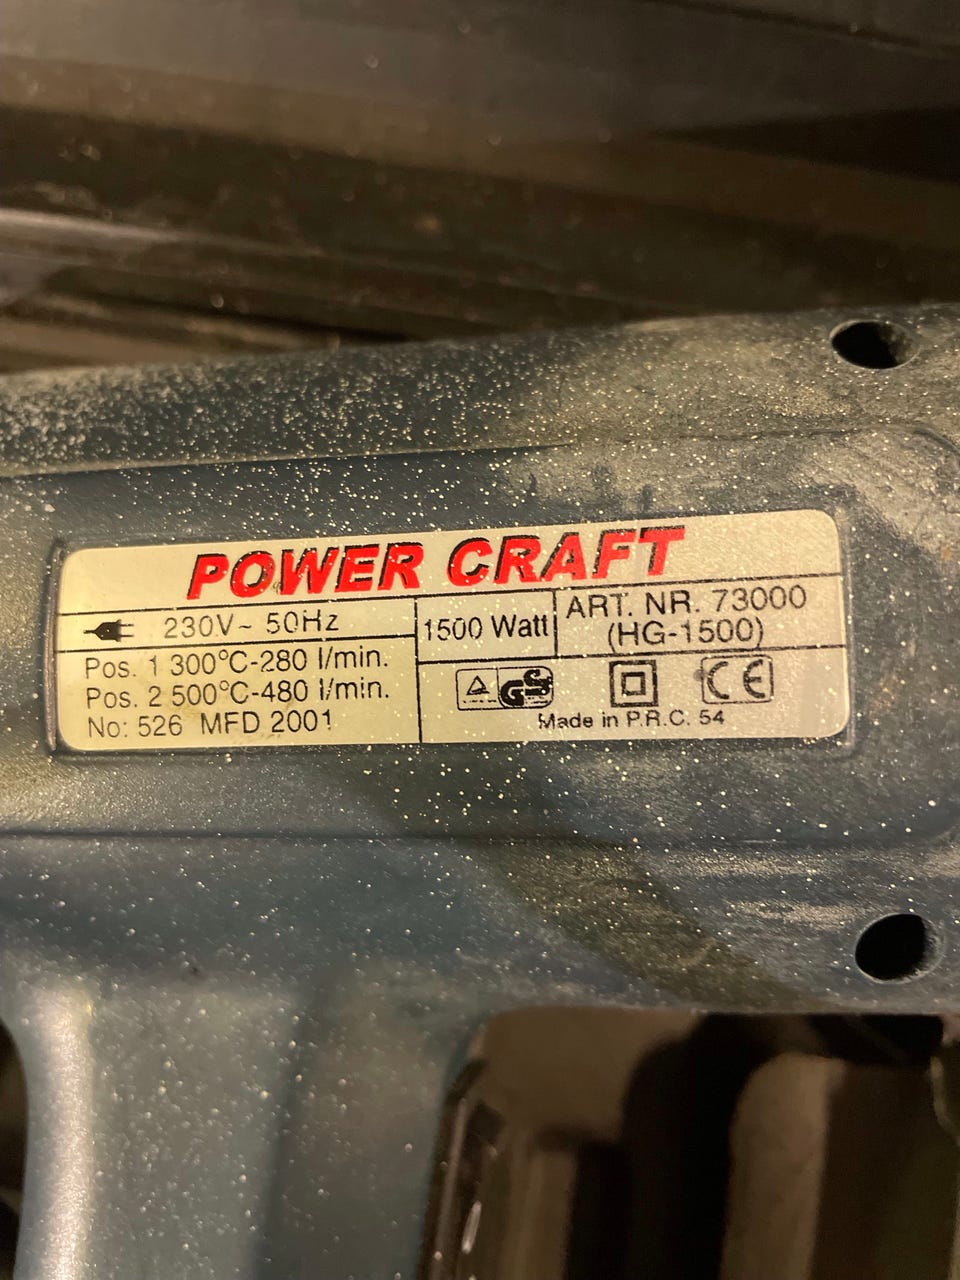 POWER CRAFT
230V~ 50Hz
1500 Watt
ART. NR. 73000
(HG-1500)
Pos. 1 300°C-280 l/min.
Pos. 2 500°C-480 l/min.
No: 526 MFD 2001
GS
CE
Made in P.R.C. 54